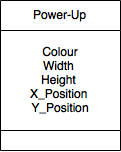 Power-Up
Colour
Width
Height
X_Position
Y_Position